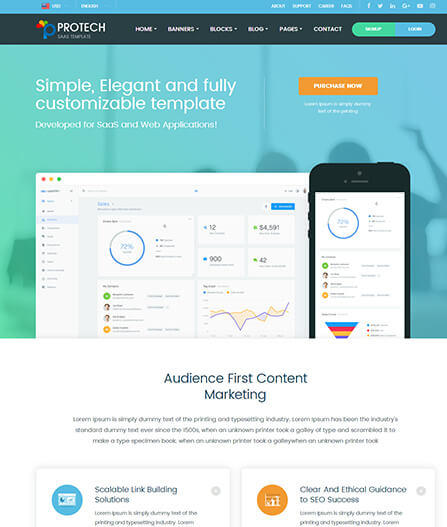 USD ENGLISH ABOUT SUPPORT CAREER FAQs
PROTECH
SAAS TEMPLATE
HOME BANNERS BLOCKS BLOG PAGES CONTACT
SIGNUP LOGIN
Simple, Elegant and fully
customizable template
Developed for SaaS and Web Applications!
PURCHASE NOW
Lorem Ipsum is simply dummy
text of the printing
Sales
72%
12
$4,591
900
42
72%
Audience First Content
Marketing
Lorem Ipsum is simply dummy text of the printing and typesetting industry. Lorem Ipsum has been the industry's
standard dummy text ever since the 1500s, when an unknown printer took a galley of type and scrambled it to
make a type specimen book. when an unknown printer took a galleywhen an unknown printer took
Scalable Link Building
Solutions
Lorem Ipsum is simply dummy text of the
printing and typesetting industry. Lorem
Clear And Ethical Guidance
to SEO Success
Lorem Ipsum is simply dummy text of the
printing and typesetting industry. Lorem